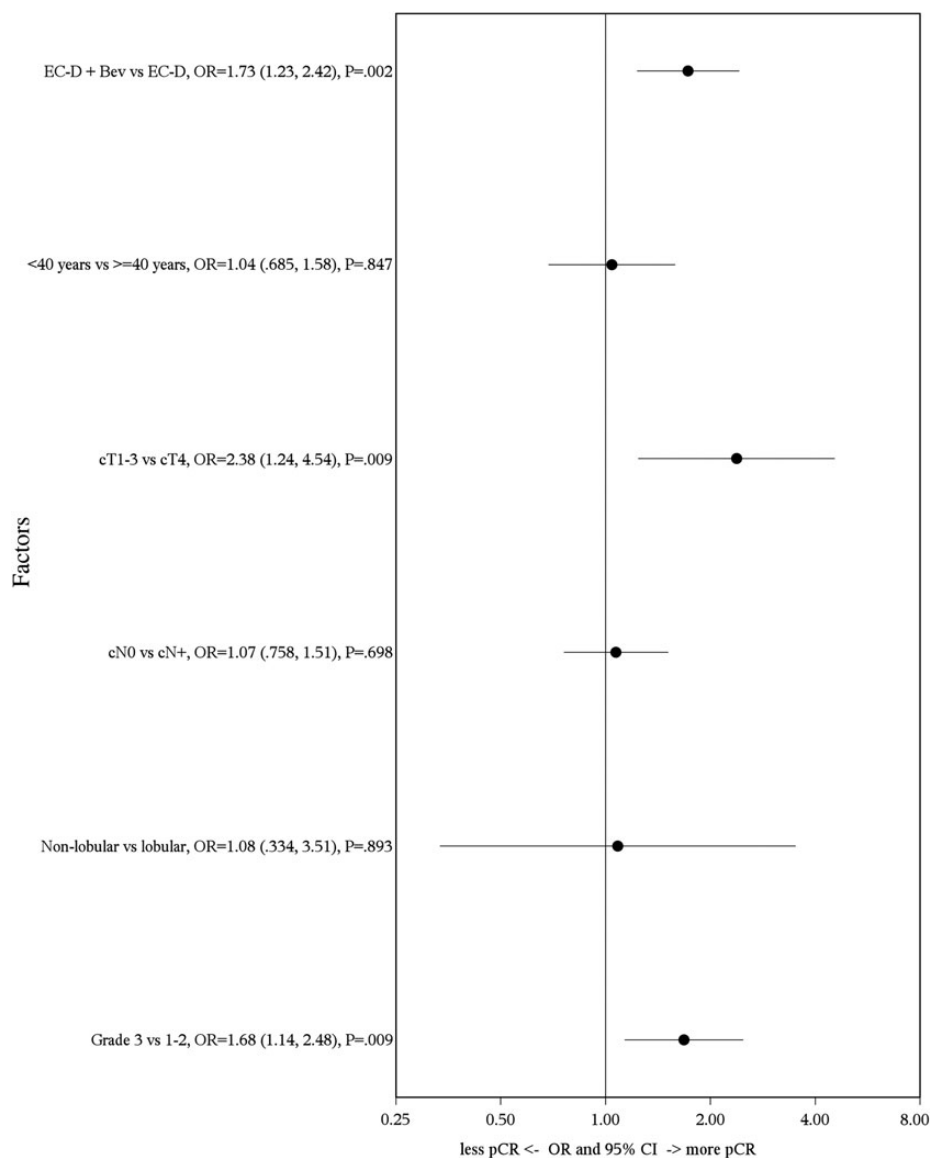 EC-D + Bev vs EC-D, OR=1.73 (1.23, 2.42), P=.002
<40 years vs >=40 years, OR=1.04 (.685, 1.58), P=.847
cT1-3 vs cT4, OR=2.38 (1.24, 4.54), P=.009
Factors
cN0 vs cN+, OR=1.07 (.758, 1.51), P=.698
Non-lobular vs lobular, OR=1.08 (.334, 3.51), P=.893
Grade 3 vs 1-2, OR=1.68 (1.14, 2.48), P=.009
0.25 0.50 1.00 2.00 4.00 8.00
less pCR <- OR and 95% CI -> more pCR